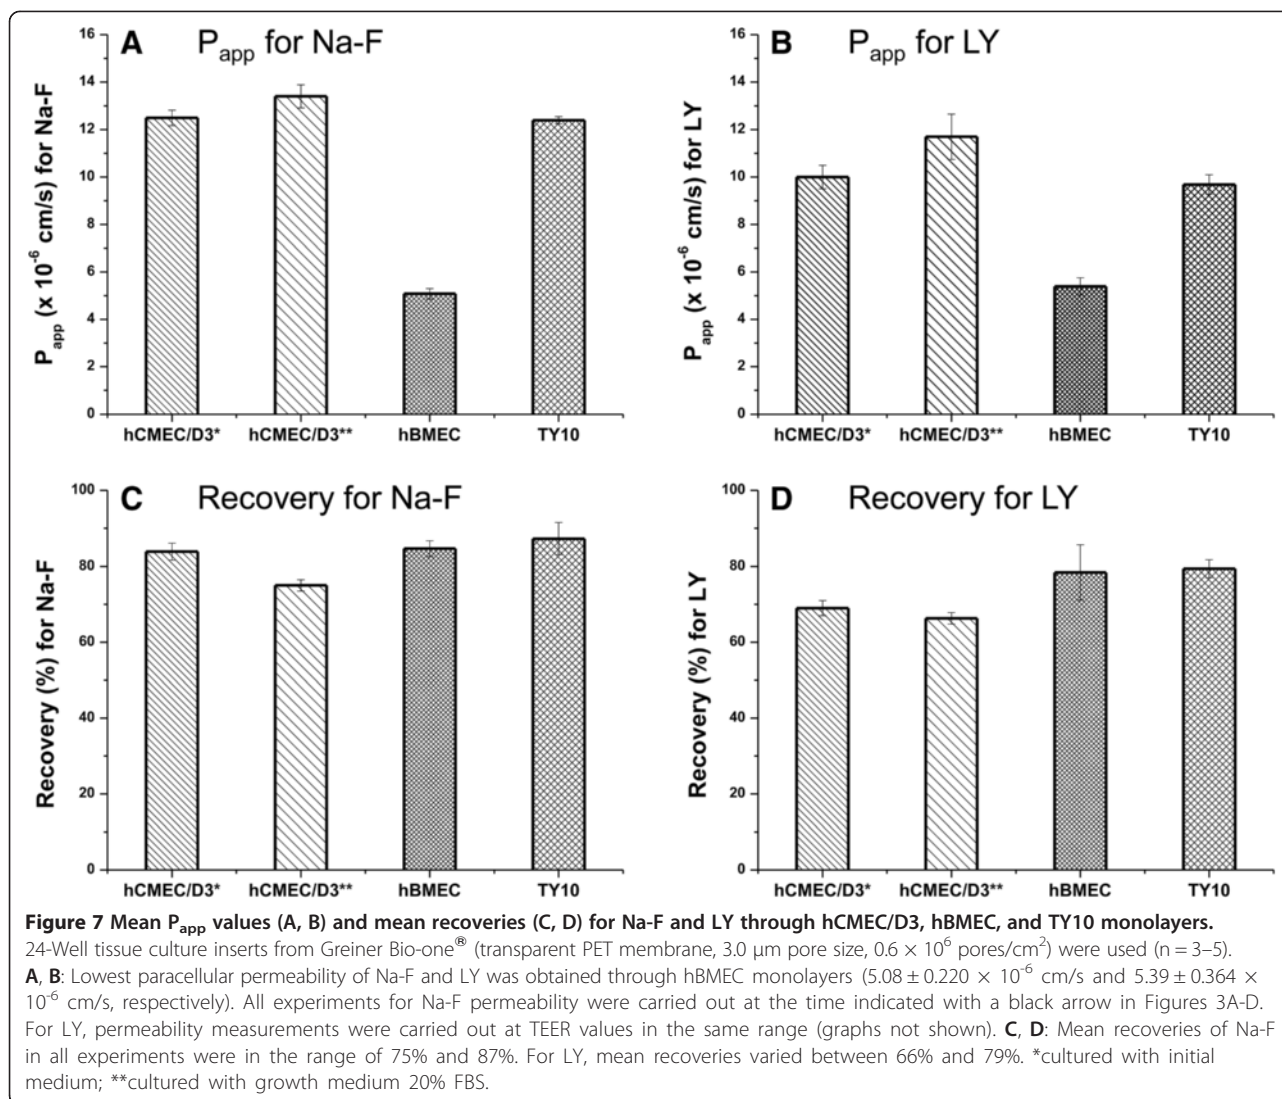 A P_app for Na-F
P_app (x 10^-6 cm/s) for Na-F
16
14
12
10
8
6
4
2
0
hCMEC/D3* hCMEC/D3** hBMEC TY10
B P_app for LY
P_app (x 10^-6 cm/s) for LY
16
14
12
10
8
6
4
2
0
hCMEC/D3* hCMEC/D3** hBMEC TY10
C Recovery for Na-F
Recovery (%) for Na-F
100
80
60
40
20
0
hCMEC/D3* hCMEC/D3** hBMEC TY10
D Recovery for LY
Recovery (%) for LY
100
80
60
40
20
0
hCMEC/D3* hCMEC/D3** hBMEC TY10
Figure 7 Mean P_app values (A, B) and mean recoveries (C, D) for Na-F and LY through hCMEC/D3, hBMEC, and TY10 monolayers.
24-Well tissue culture inserts from Greiner Bio-one® (transparent PET membrane, 3.0 μm pore size, 0.6 × 10^6 pores/cm^2) were used (n = 3–5).
A, B: Lowest paracellular permeability of Na-F and LY was obtained through hBMEC monolayers (5.08 ± 0.220 × 10^-6 cm/s and 5.39 ± 0.364 ×
10^-6 cm/s, respectively). All experiments for Na-F permeability were carried out at the time indicated with a black arrow in Figures 3A-D.
For LY, permeability measurements were carried out at TEER values in the same range (graphs not shown). C, D: Mean recoveries of Na-F
in all experiments were in the range of 75% and 87%. For LY, mean recoveries varied between 66% and 79%. *cultured with initial
medium; **cultured with growth medium 20% FBS.